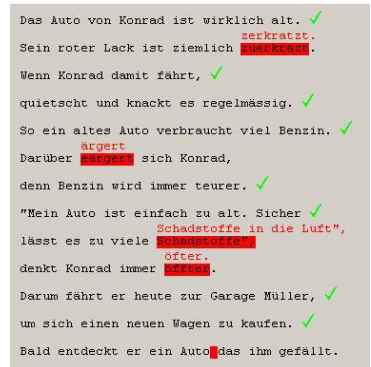 Das Auto von Konrad ist wirklich alt. ✓
zerkratzt.
Sein roter Lack ist ziemlich zuerkrazt.
Wenn Konrad damit fährt, ✓
quietscht und knackt es regelmässig. ✓
So ein altes Auto verbraucht viel Benzin. ✓
ärgert
Darüber eärgert sich Konrad,
denn Benzin wird immer teurer. ✓
"Mein Auto ist einfach zu alt. Sicher ✓
Schadstoffe in die Luft",
lässt es zu viele Schadstoffe",
öfter.
denkt Konrad immer öffter.
Darum fährt er heute zur Garage Müller, ✓
um sich einen neuen Wagen zu kaufen. ✓
Bald entdeckt er ein Auto das ihm gefällt.